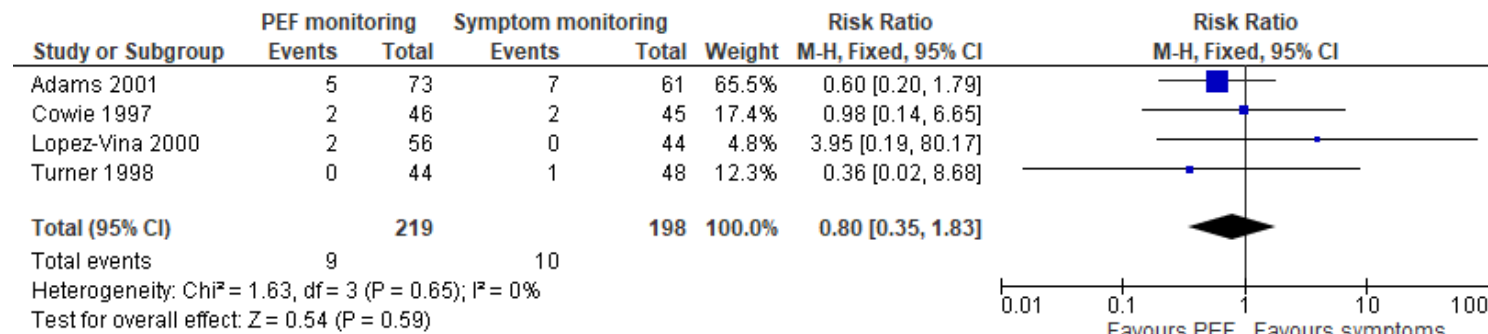 PEF monitoring Symptom monitoring Risk Ratio Risk Ratio
Study or Subgroup Events Total Events Total Weight M-H, Fixed, 95% CI M-H, Fixed, 95% CI
Adams 2001 5 73 7 61 65.5% 0.60 [0.20, 1.79]
Cowie 1997 2 46 2 45 17.4% 0.98 [0.14, 6.65]
Lopez-Vina 2000 2 56 0 44 4.8% 3.95 [0.19, 80.17]
Turner 1998 0 44 1 48 12.3% 0.36 [0.02, 8.68]
Total (95% CI) 219 198 100.0% 0.80 [0.35, 1.83]
Total events 9 10
Heterogeneity: Chi² = 1.63, df = 3 (P = 0.65); I² = 0%
Test for overall effect: Z = 0.54 (P = 0.59)
0.01 0.1 1 10 100
Favours PEF Favours symptoms